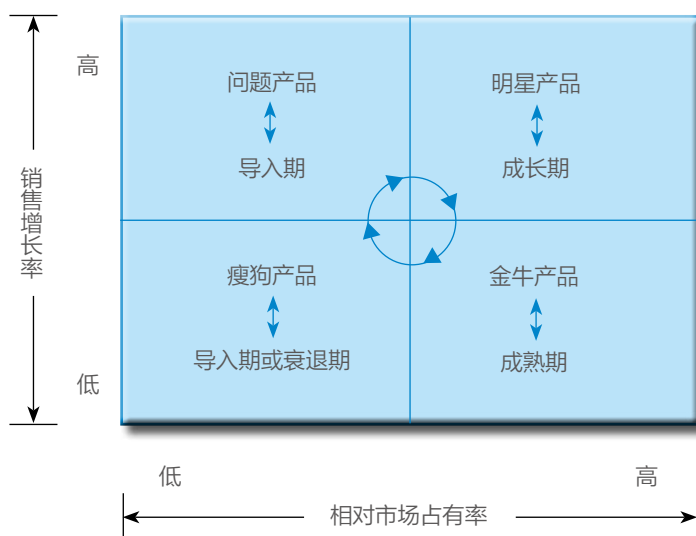 高
问题产品
明星产品
导入期
成长期
销售增长率
瘦狗产品
金牛产品
导入期或衰退期
成熟期
低
低
高
相对市场占有率